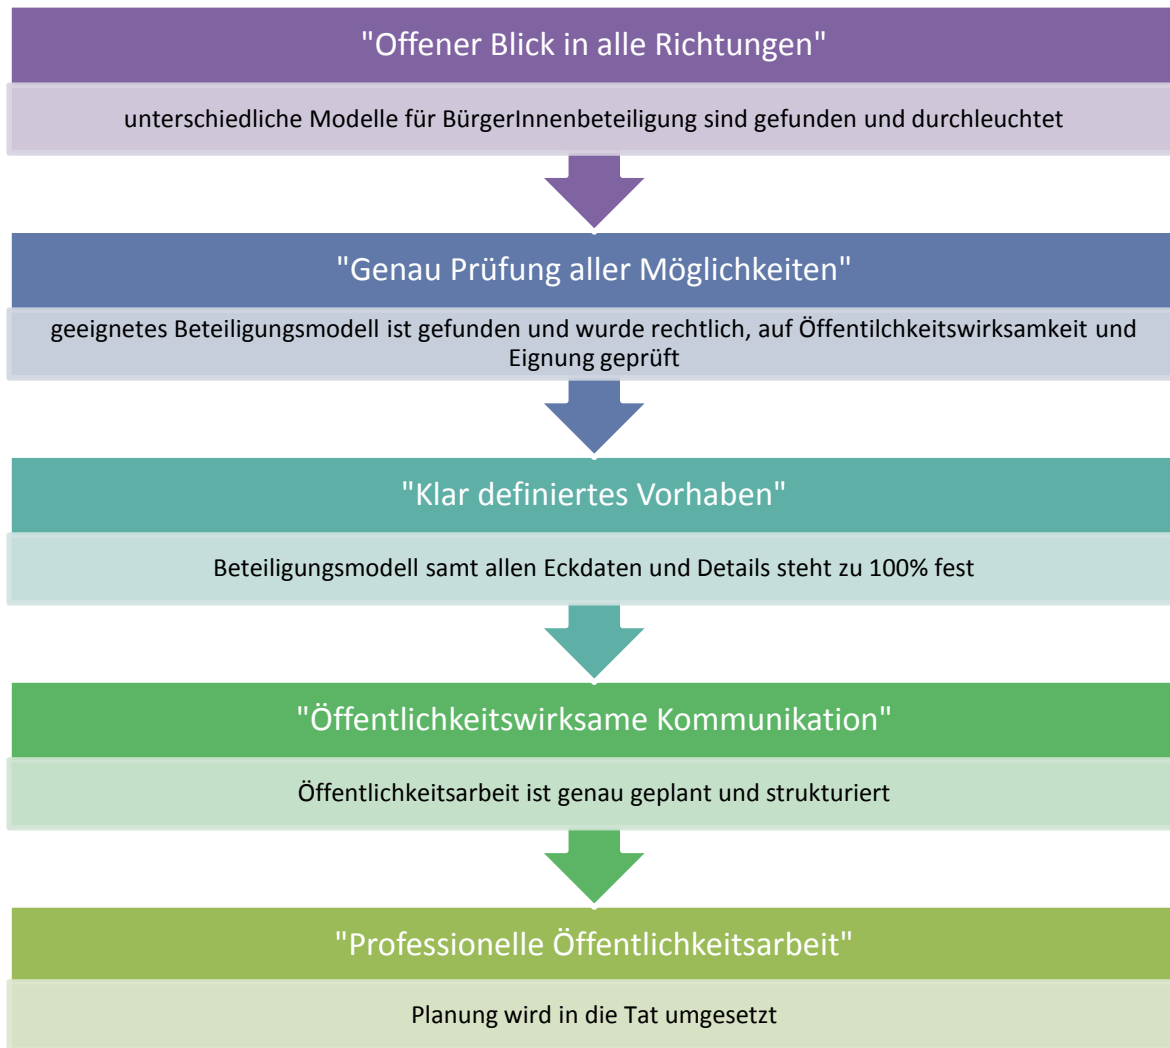 "Offener Blick in alle Richtungen"
unterschiedliche Modelle für BürgerInnenbeteiligung sind gefunden und durchleuchtet
"Genau Prüfung aller Möglichkeiten"
geeignetes Beteiligungsmodell ist gefunden und wurde rechtlich, auf Öffentilchkeitswirksamkeit und
Eignung geprüft
"Klar definiertes Vorhaben"
Beteiligungsmodell samt allen Eckdaten und Details steht zu 100% fest
"Öffentlichkeitswirksame Kommunikation"
Öffentlichkeitsarbeit ist genau geplant und strukturiert
"Professionelle Öffentlichkeitsarbeit"
Planung wird in die Tat umgesetzt